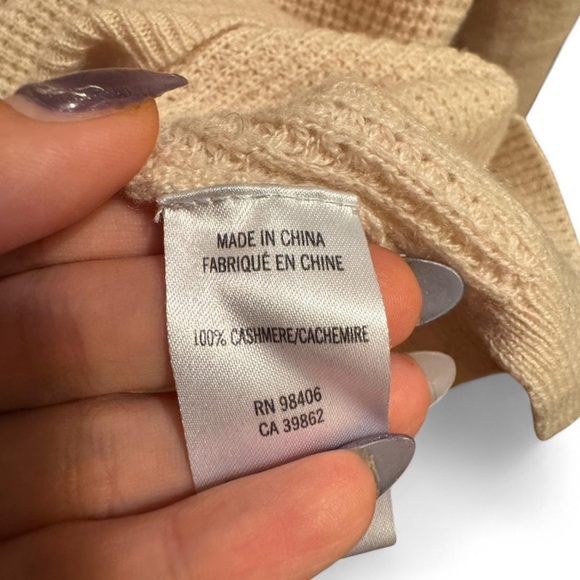 MADE IN CHINA
FABRIQUÉ EN CHINE
100% CASHMERE/CACHEMIRE
RN 98406
CA 39862